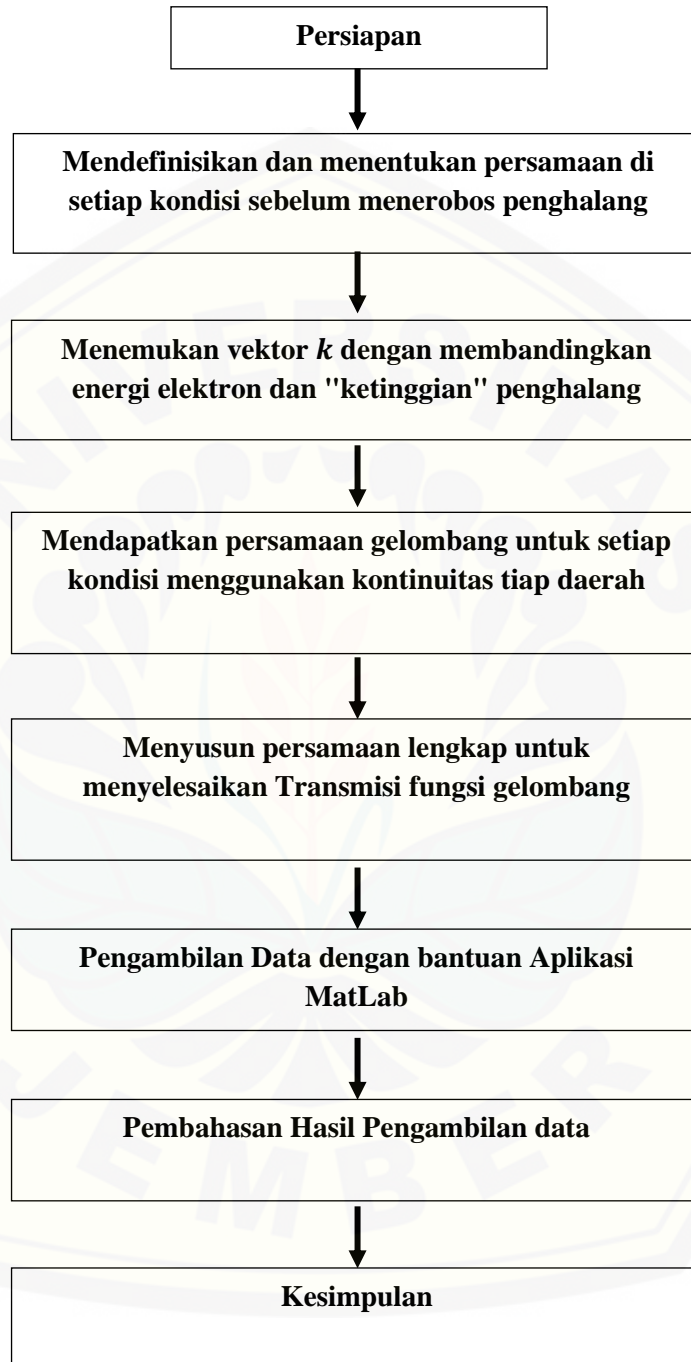 Persiapan
Mendefinisikan dan menentukan persamaan di
setiap kondisi sebelum menerobos penghalang
Menemukan vektor k dengan membandingkan
energi elektron dan "ketinggian" penghalang
Mendapatkan persamaan gelombang untuk setiap
kondisi menggunakan kontinuitas tiap daerah
Menyusun persamaan lengkap untuk
menyelesaikan Transmisi fungsi gelombang
Pengambilan Data dengan bantuan Aplikasi
MatLab
Pembahasan Hasil Pengambilan data
Kesimpulan
UNIVERSITAS
JEMBER